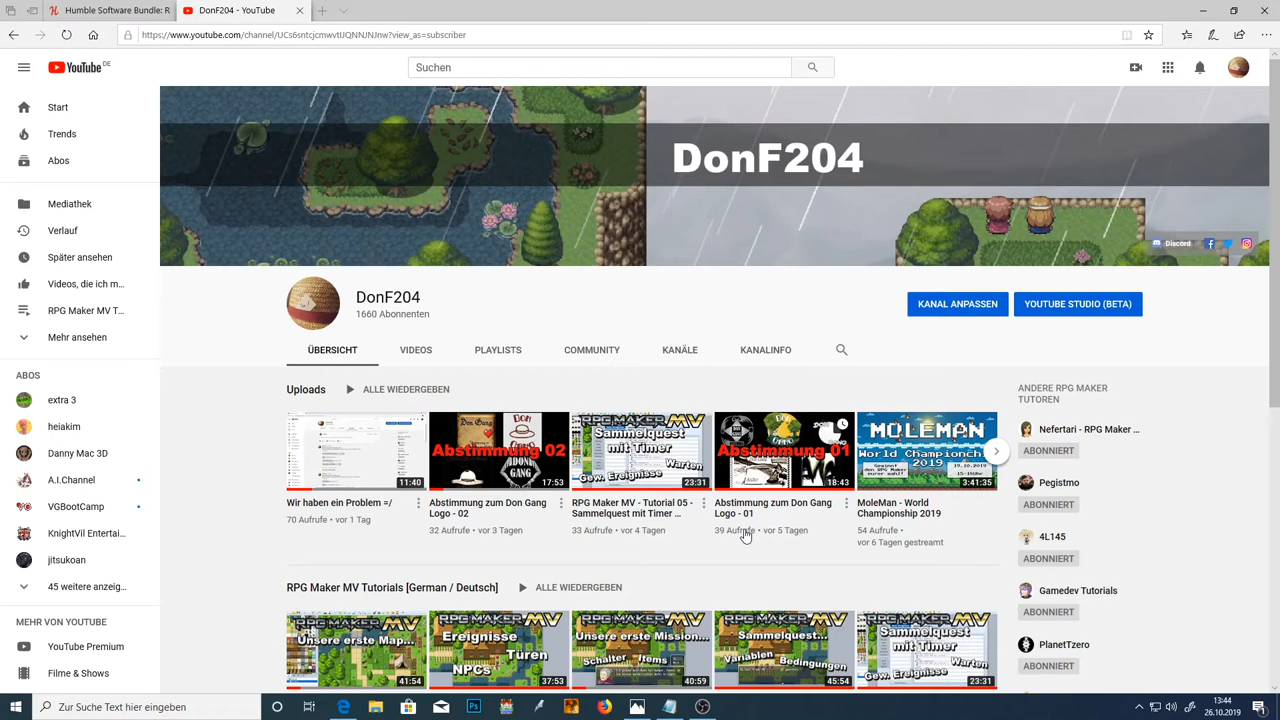 Humble Software Bundle: R
DonF204 - YouTube
https://www.youtube.com/channel/UCs6sntcjcmwvtIJQNNJNJnw?view_as=subscriber
YouTube DE
Suchen
Start
Trends
Abos
Mediathek
Verlauf
Später ansehen
Videos, die ich m...
RPG Maker MV T...
Mehr ansehen
ABOS
extra 3
heiakim
Danny Mac 3D
A.I.Channel
VGBootCamp
KnightVil Entertai...
jitsukoan
45 weitere anzeig...
MEHR VON YOUTUBE
YouTube Premium
Filme & Shows
DonF204
Discord
DonF204
1660 Abonnenten
KANAL ANPASSEN
YOUTUBE STUDIO (BETA)
ÜBERSICHT
VIDEOS
PLAYLISTS
COMMUNITY
KANÄLE
KANALINFO
Uploads
ALLE WIEDERGEBEN
11:40
Wir haben ein Problem =/
70 Aufrufe • vor 1 Tag
Abstimmung 02
17:53
Abstimmung zum Don Gang
Logo - 02
32 Aufrufe • vor 3 Tagen
RPG MAKER MV
Sammelquest
mit Timer
Gew. Ereignisse
Warten
23:31
RPG Maker MV - Tutorial 05 -
Sammelquest mit Timer ...
33 Aufrufe • vor 4 Tagen
Abstimmung 01
18:43
Abstimmung zum Don Gang
Logo - 01
39 Aufrufe • vor 5 Tagen
MOLEMAN
World Championchip
2019
3:41:35
MoleMan - World
Championship 2019
54 Aufrufe •
vor 6 Tagen gestreamt
RPG Maker MV Tutorials [German / Deutsch]
ALLE WIEDERGEBEN
RPG MAKER MV
Unsere erste Map...
41:54
RPG MAKER MV
Ereignisse
Türen
NPCs
37:53
RPG MAKER MV
Unsere erste Mission...
Schalter
Items
40:59
RPG MAKER MV
Sammelquest...
Variablen
Bedingungen
45:54
RPG MAKER MV
Sammelquest
mit Timer
Gew. Ereignisse
Warten
23:31
ANDERE RPG MAKER
TUTOREN
Nefertari - RPG Maker ...
ABONNIERT
Pegistmo
ABONNIERT
4L145
ABONNIERT
Gamedev Tutorials
ABONNIERT
PlanetTzero
ABONNIERT
Zur Suche Text hier eingeben
13:44
26.10.2019